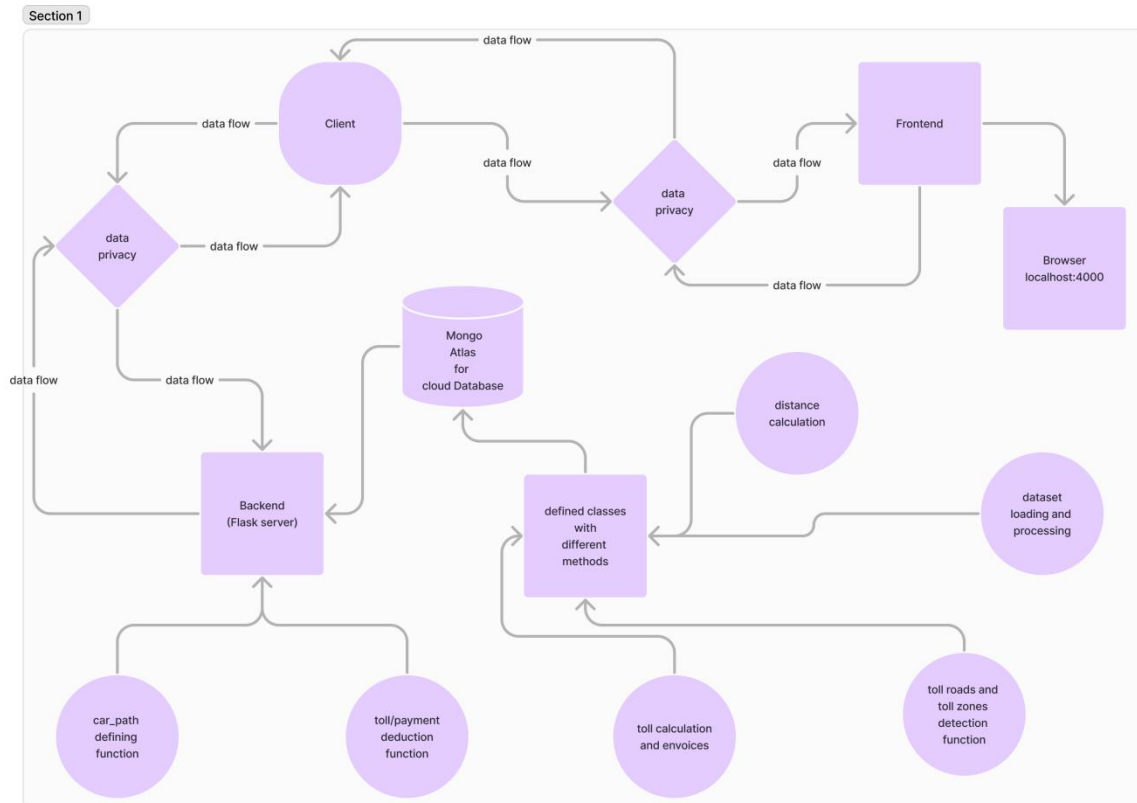 Section 1
data flow
data flow
Client
data flow
data flow
Frontend
data
privacy
data
privacy
data flow
Browser
localhost:4000
data flow
Mongo
Atlas
for
cloud Database
data flow
data flow
distance
calculation
Backend
(Flask server)
defined classes
with
different
methods
dataset
loading and
processing
car_path
defining
function
toll/payment
deduction
function
toll calculation
and envoices
toll roads and
toll zones
detection
function